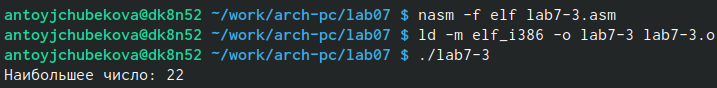 antoyjchubekova@dk8n52 ~/work/arch-pc/lab07 $ nasm -f elf lab7-3.asm
antoyjchubekova@dk8n52 ~/work/arch-pc/lab07 $ ld -m elf_i386 -o lab7-3 lab7-3.o
antoyjchubekova@dk8n52 ~/work/arch-pc/lab07 $ ./lab7-3
Наибольшее число: 22